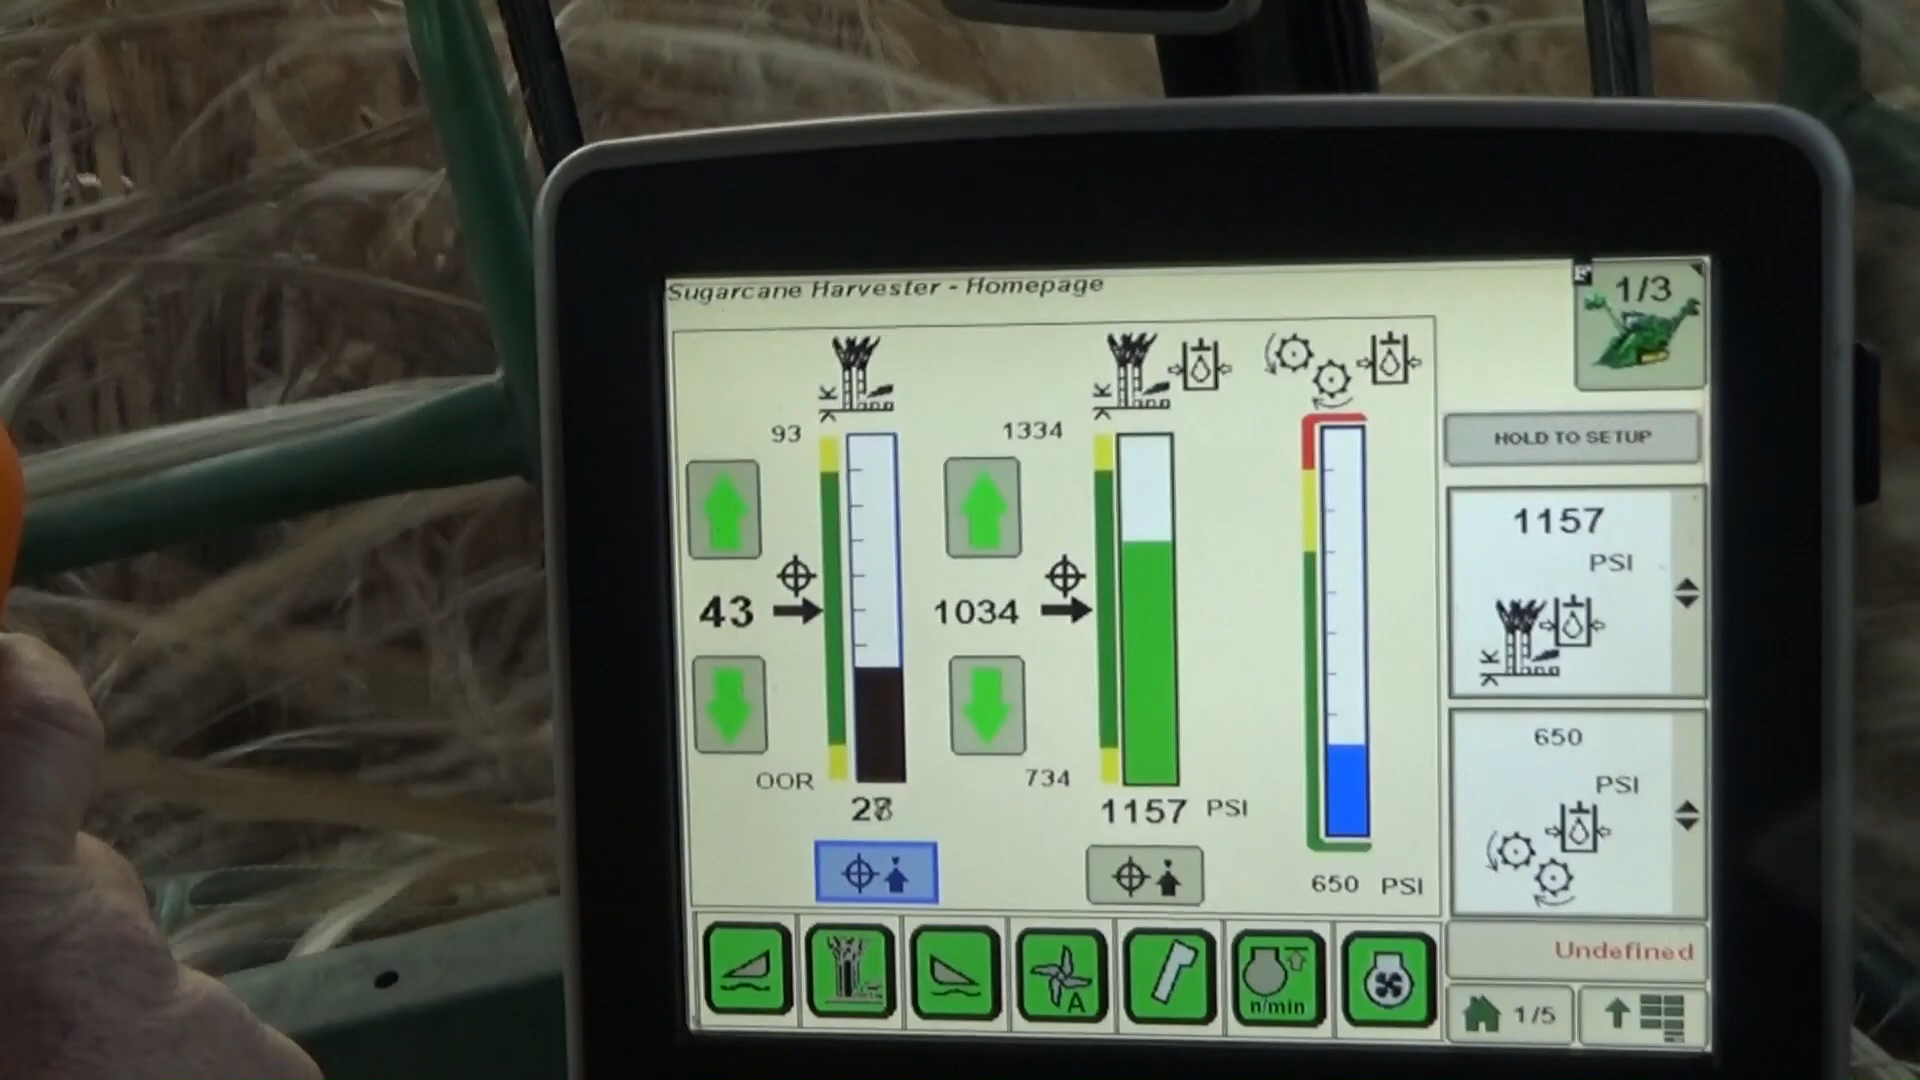 Sugarcane Harvester - Homepage
1/3
93
1334
HOLD TO SETUP
1157
PSI
43
1034
650
PSI
OOR
734
1157 PSI
650 PSI
Undefined
A
n/min
1/5